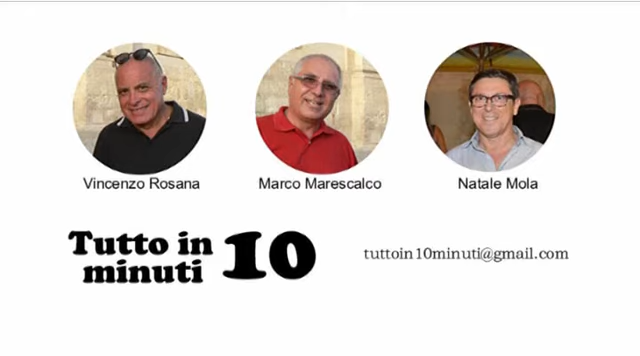 Vincenzo Rosana
Marco Marescalco
Natale Mola
Tutto in
minuti
10
tuttoin10minuti@gmail.com